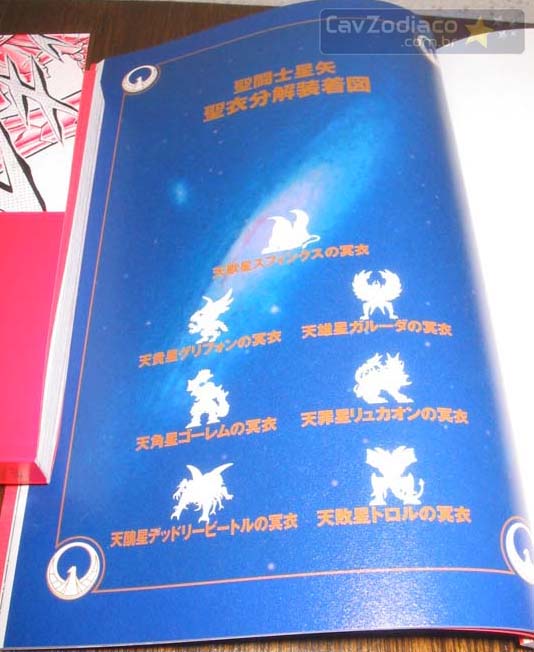 CavZodiaco
.com.br
聖闘士星矢
聖衣分解装着図
天獣星スフィンクスの冥衣
天貴星グリフォンの冥衣
天雄星ガルーダの冥衣
天角星ゴーレムの冥衣
天罪星リュカオンの冥衣
天醜星デッドリービートルの冥衣
天敗星トロルの冥衣